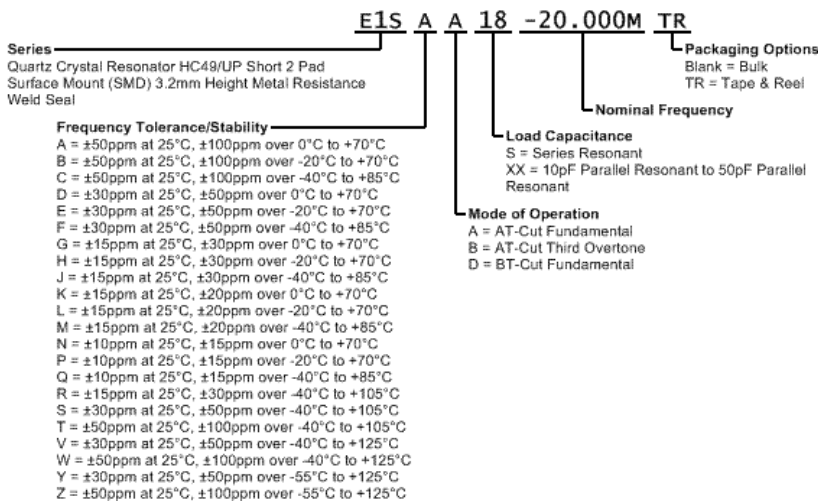 E1S A A 18 -20.000M TR
Series
Quartz Crystal Resonator HC49/UP Short 2 Pad
Surface Mount (SMD) 3.2mm Height Metal Resistance
Weld Seal
Packaging Options
Blank = Bulk
TR = Tape & Reel
Nominal Frequency
Load Capacitance
S = Series Resonant
XX = 10pF Parallel Resonant to 50pF Parallel
Resonant
Mode of Operation
A = AT-Cut Fundamental
B = AT-Cut Third Overtone
D = BT-Cut Fundamental
Frequency Tolerance/Stability
A = ±50ppm at 25°C, ±100ppm over 0°C to +70°C
B = ±50ppm at 25°C, ±100ppm over -20°C to +70°C
C = ±50ppm at 25°C, ±100ppm over -40°C to +85°C
D = ±30ppm at 25°C, ±50ppm over 0°C to +70°C
E = ±30ppm at 25°C, ±50ppm over -20°C to +70°C
F = ±30ppm at 25°C, ±50ppm over -40°C to +85°C
G = ±15ppm at 25°C, ±30ppm over 0°C to +70°C
H = ±15ppm at 25°C, ±30ppm over -20°C to +70°C
J = ±15ppm at 25°C, ±30ppm over -40°C to +85°C
K = ±15ppm at 25°C, ±20ppm over 0°C to +70°C
L = ±15ppm at 25°C, ±20ppm over -20°C to +70°C
M = ±15ppm at 25°C, ±20ppm over -40°C to +85°C
N = ±10ppm at 25°C, ±15ppm over 0°C to +70°C
P = ±10ppm at 25°C, ±15ppm over -20°C to +70°C
Q = ±10ppm at 25°C, ±15ppm over -40°C to +85°C
R = ±15ppm at 25°C, ±30ppm over -40°C to +105°C
S = ±30ppm at 25°C, ±50ppm over -40°C to +105°C
T = ±50ppm at 25°C, ±100ppm over -40°C to +105°C
V = ±30ppm at 25°C, ±50ppm over -40°C to +125°C
W = ±50ppm at 25°C, ±100ppm over -40°C to +125°C
Y = ±30ppm at 25°C, ±50ppm over -55°C to +125°C
Z = ±50ppm at 25°C, ±100ppm over -55°C to +125°C